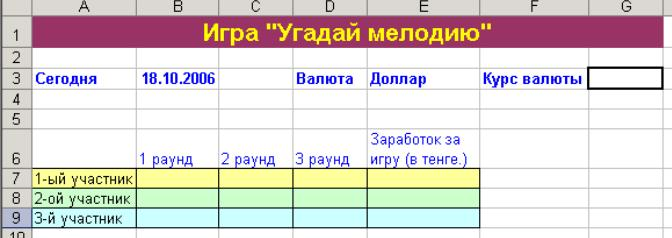 A B C D E F G
1 Игра "Угадай мелодию"
2
3 Сегодня 18.10.2006 Валюта Доллар Курс валюты
4
5
Заработок за
6 1 раунд 2 раунд 3 раунд игру (в тенге.)
7 1-ый участник
8 2-ой участник
9 3-й участник
10